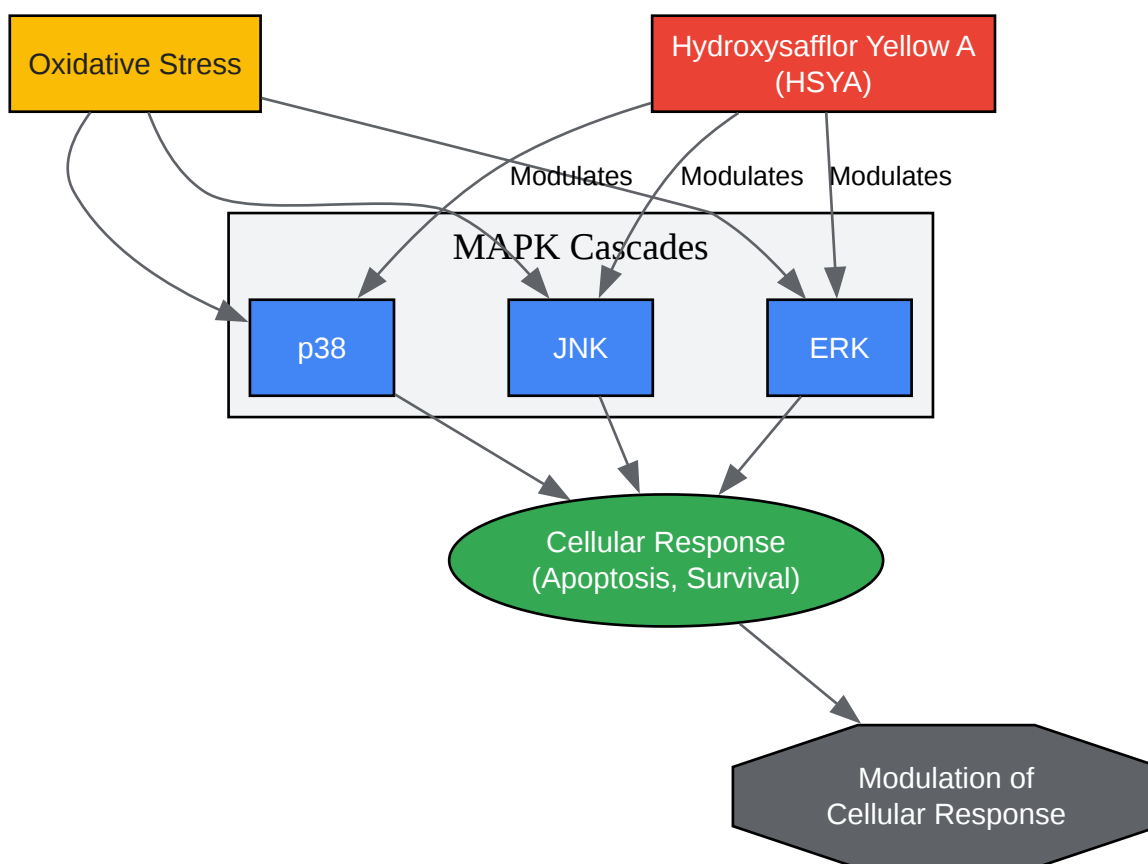 Oxidative Stress
Hydroxysafflor Yellow A
(HSYA)
Modulates
Modulates
Modulates
MAPK Cascades
p38
JNK
ERK
Cellular Response
(Apoptosis, Survival)
Modulation of
Cellular Response